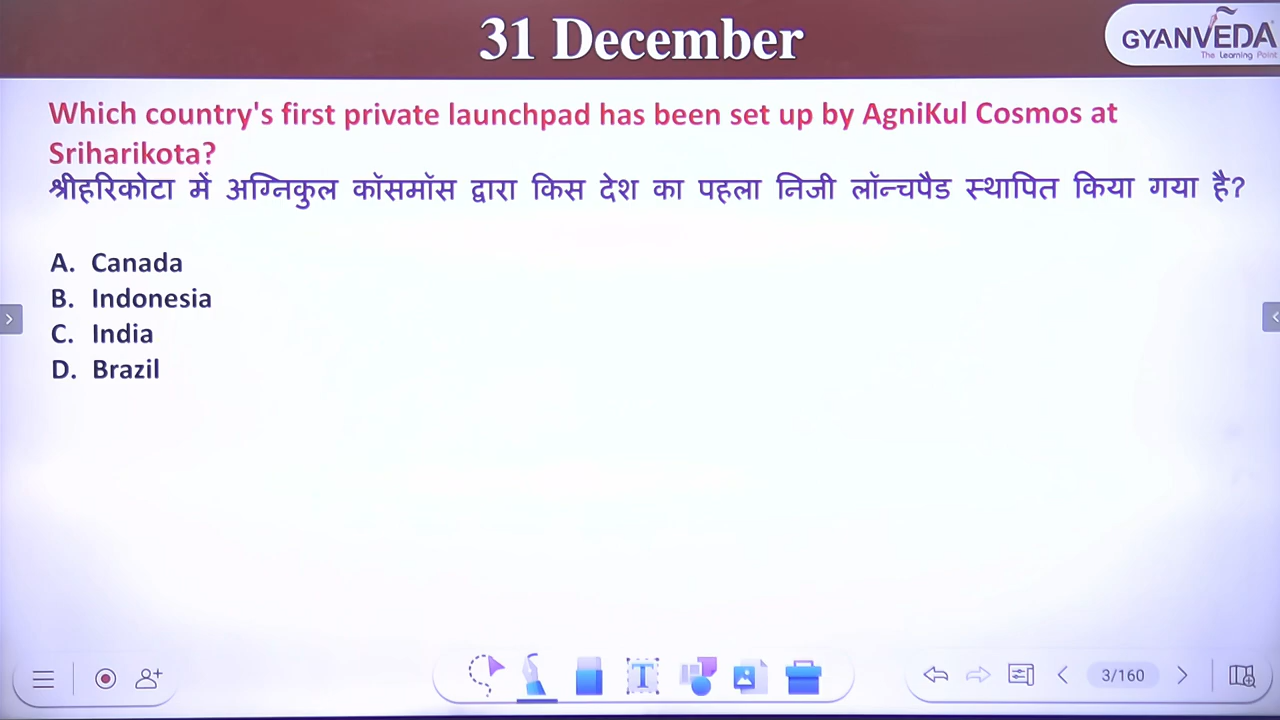 31 December
GYANVEDA
The Learning Point
Which country's first private launchpad has been set up by AgniKul Cosmos at
Sriharikota?
श्रीहरिकोटा में अग्निकुल कॉसमॉस द्वारा किस देश का पहला निजी लॉन्चपैड स्थापित किया गया है?
A. Canada
B. Indonesia
C. India
D. Brazil
T
3/160